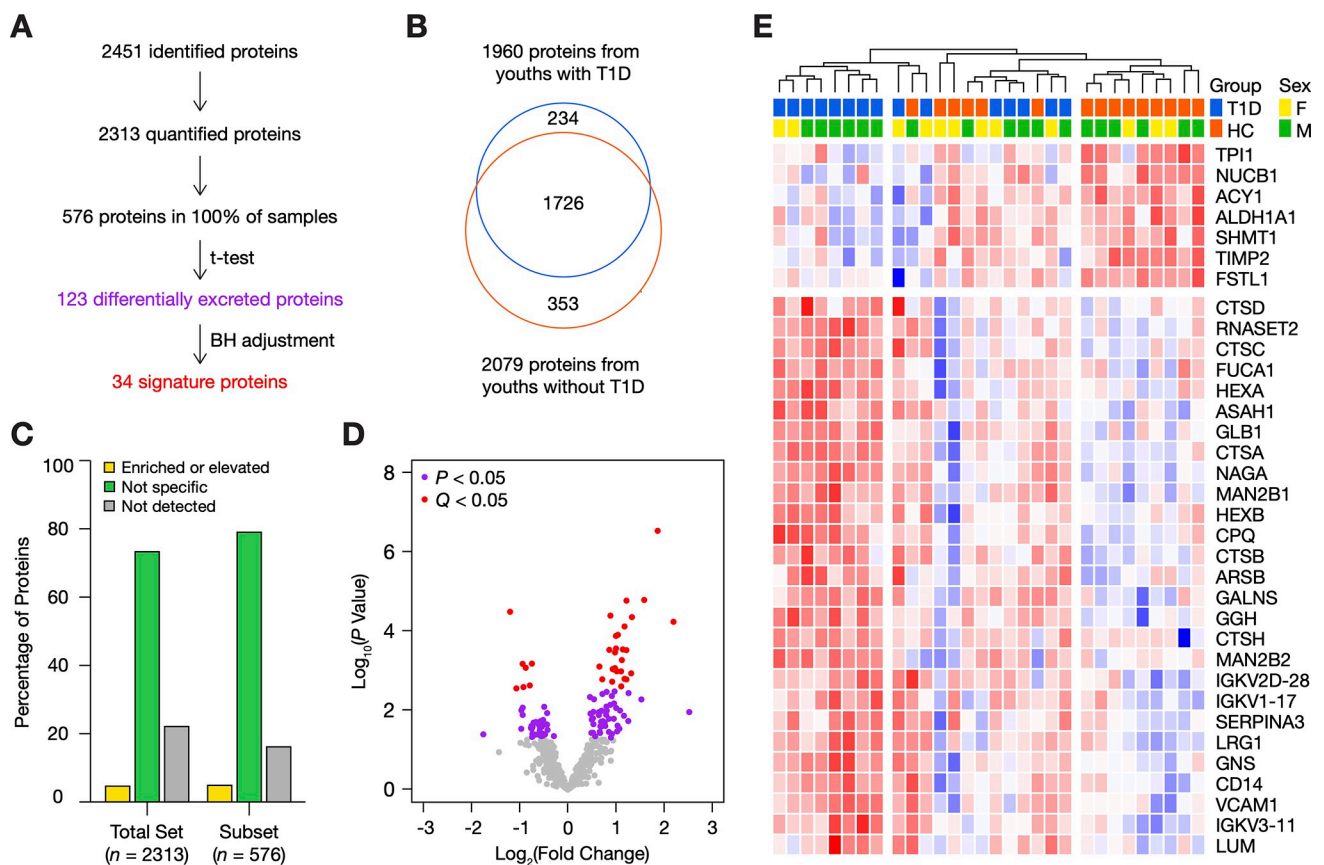 A
2451 identified proteins
2313 quantified proteins
576 proteins in 100% of samples
t-test
123 differentially excreted proteins
BH adjustment
34 signature proteins
B
1960 proteins from
youths with T1D
234
1726
353
2079 proteins from
youths without T1D
C
Percentage of Proteins
100
80
60
40
20
0
Enriched or elevated
Not specific
Not detected
Total Set
(n = 2313)
Subset
(n = 576)
D
Log10(P Value)
8
6
4
2
0
P < 0.05
Q < 0.05
-3 -2 -1 0 1 2 3
Log2(Fold Change)
E
Group Sex
T1D F
HC M
TPI1
NUCB1
ACY1
ALDH1A1
SHMT1
TIMP2
FSTL1
CTSD
RNASET2
CTSC
FUCA1
HEXA
ASAH1
GLB1
CTSA
NAGA
MAN2B1
HEXB
CPQ
CTSB
ARSB
GALNS
GGH
CTSH
MAN2B2
IGKV2D-28
IGKV1-17
SERPINA3
LRG1
GNS
CD14
VCAM1
IGKV3-11
LUM